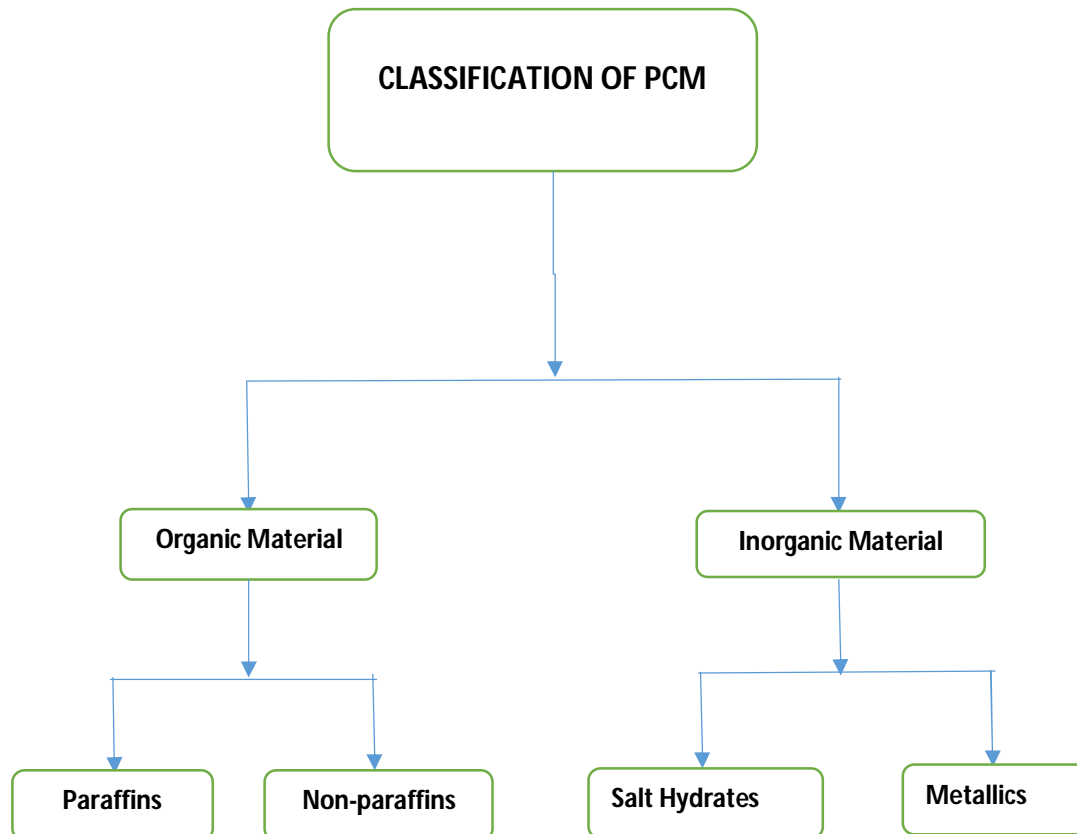 CLASSIFICATION OF PCM
Organic Material
Inorganic Material
Paraffins
Non-paraffins
Salt Hydrates
Metallics